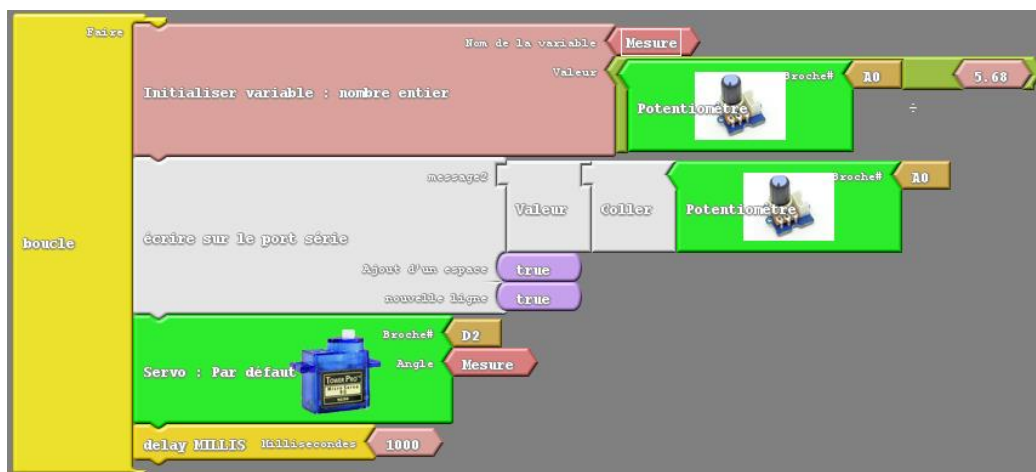 Faire
Nom de la variable Mesure
Valeur Broche# A0 5.68
Initialiser variable : nombre entier
Potentiomètre ÷
message2 Broche# A0
Valeur Coller Potentiomètre
boucle
écrire sur le port série
Ajout d'un espace true
nouvelle ligne true
Broche# D2
Angle Mesure
Servo : Par défaut
TOWER PRO
delay MILLIS Millisecondes 1000